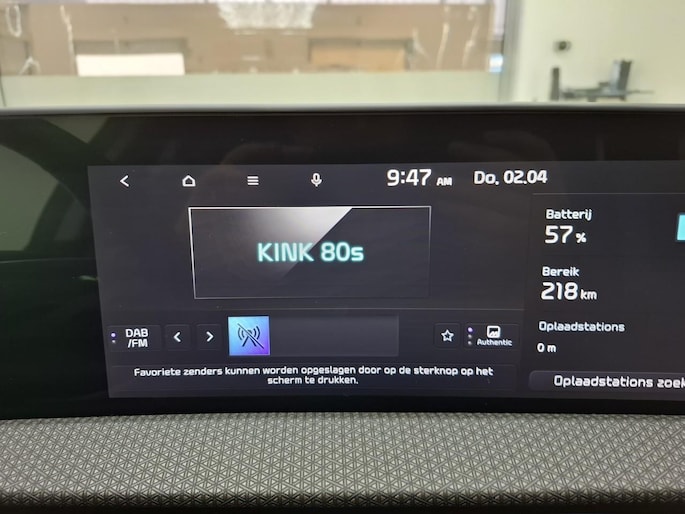 9:47 AM Do. 02.04
KINK 80s
Batterij
57 %
Bereik
218 km
Oplaadstations
0 m
DAB
/FM
Authentic
Favoriete zenders kunnen worden opgeslagen door op de sterknop op het
scherm te drukken.
Oplaadstations zoek